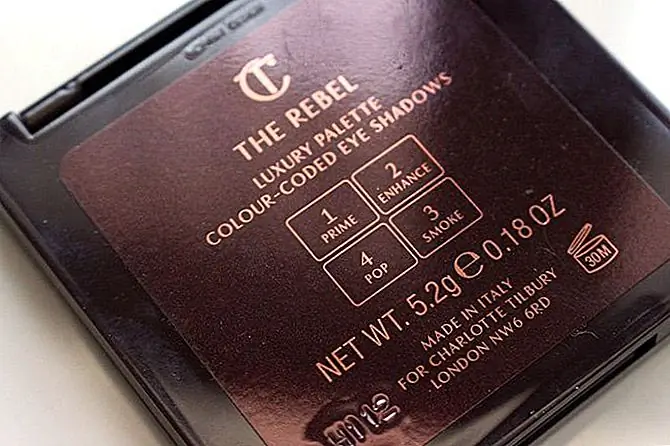 CT
THE REBEL
LUXURY PALETTE
COLOUR-CODED EYE SHADOWS
1
PRIME
2
ENHANCE
4
POP
3
SMOKE
NET WT. 5.2g ℮ 0.18 OZ
30M
MADE IN ITALY
FOR CHARLOTTE TILBURY
LONDON NW6 6RD